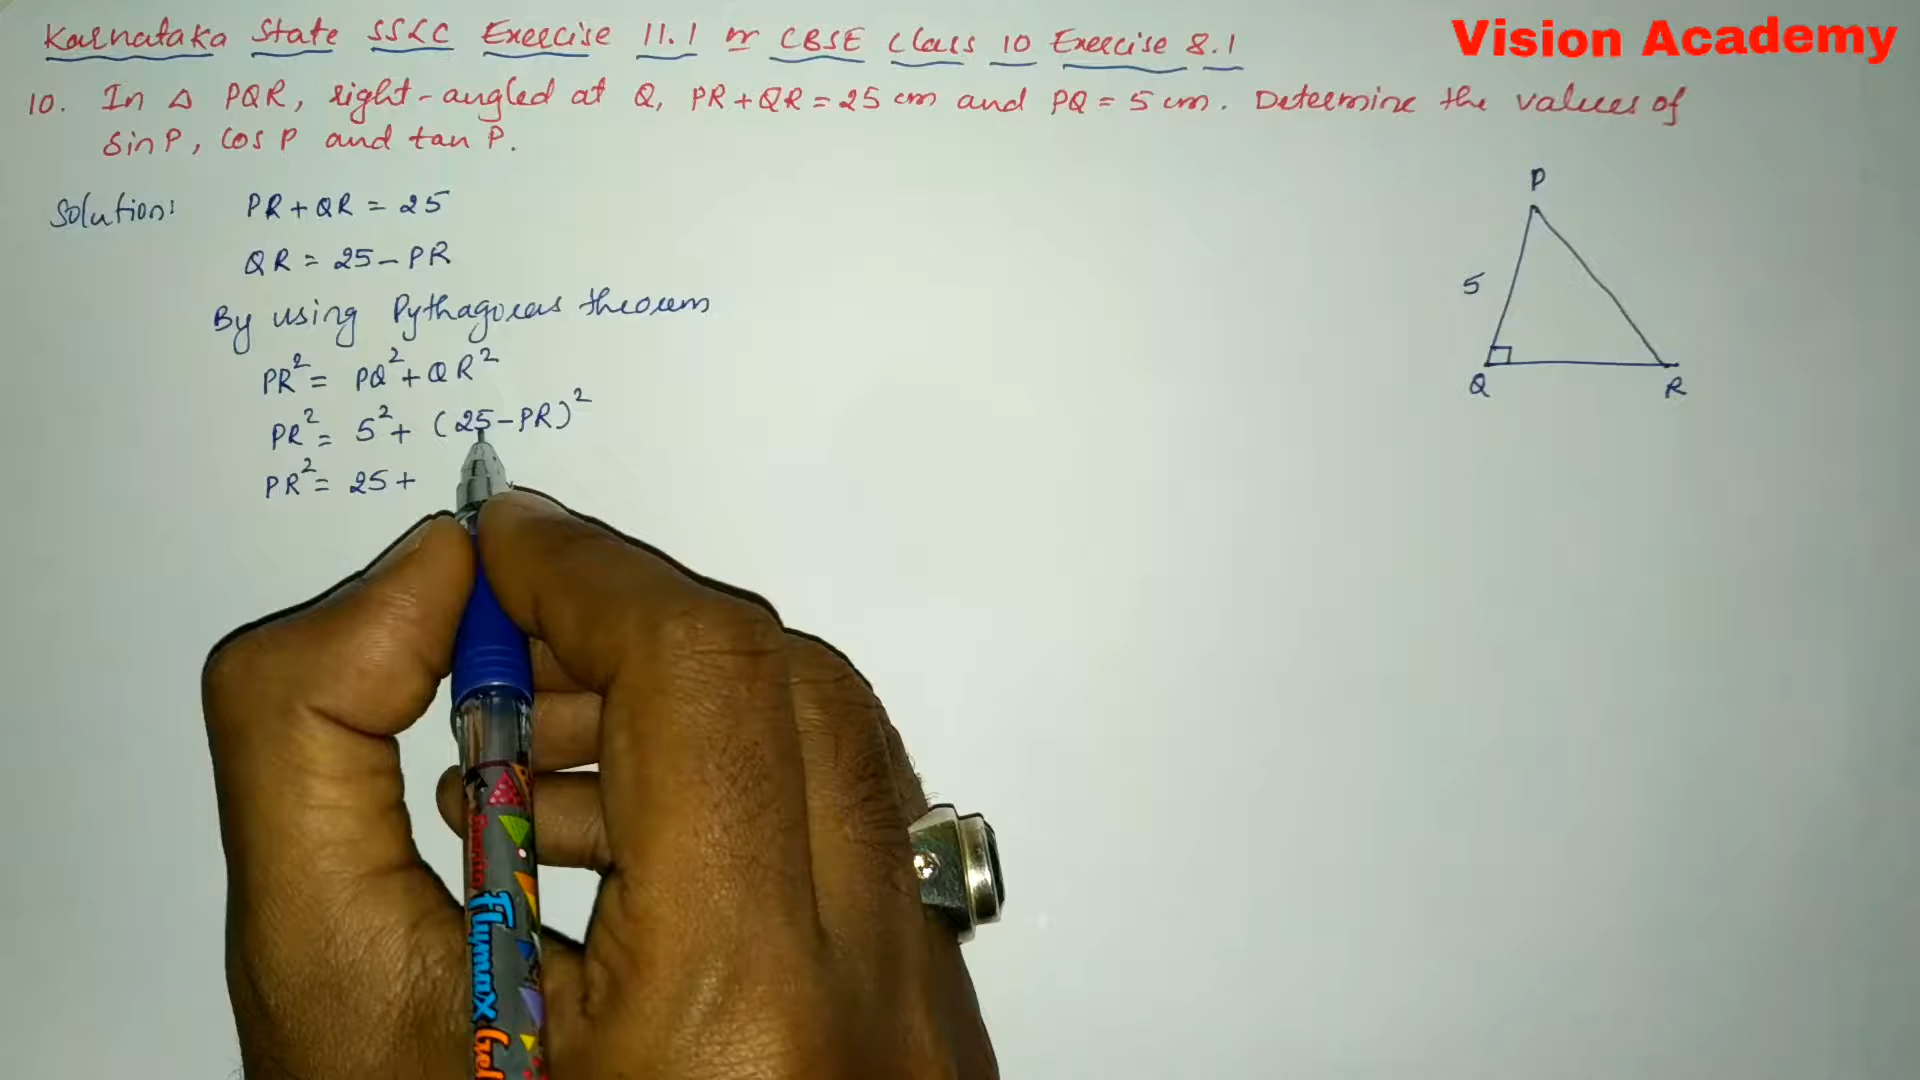 Karnataka State SSLC Exercise 11.1 or CBSE Class 10 Exercise 8.1
Vision Academy
10. In △ PQR, right-angled at Q, PR + QR = 25 cm and PQ = 5 cm. Determine the values of
sin P, cos P and tan P.
Solution: PR + QR = 25
QR = 25 - PR
By using Pythagoras theorem
PR² = PQ² + QR²
PR² = 5² + (25 - PR)²
PR² = 25 +
P
5
Q
R
Flymax Gel